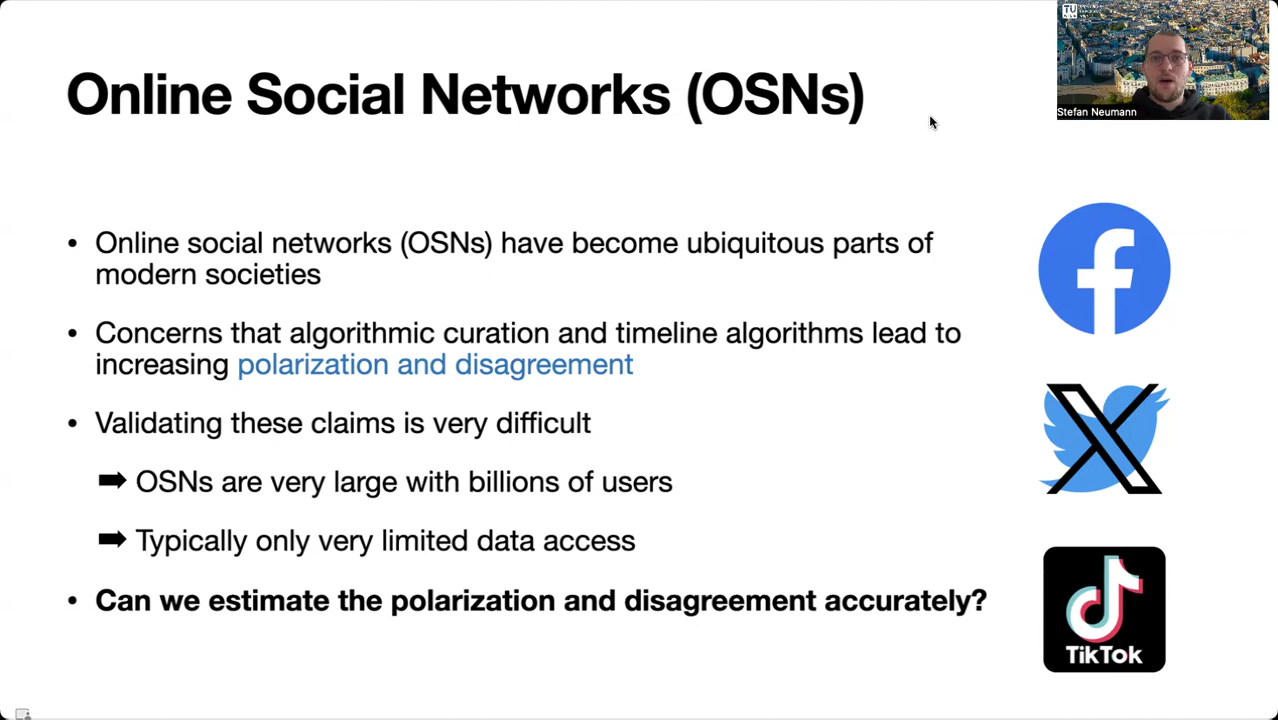 Online Social Networks (OSNs)
TU
Stefan Neumann
• Online social networks (OSNs) have become ubiquitous parts of
modern societies
• Concerns that algorithmic curation and timeline algorithms lead to
increasing polarization and disagreement
• Validating these claims is very difficult
➡ OSNs are very large with billions of users
➡ Typically only very limited data access
• Can we estimate the polarization and disagreement accurately?
TikTok